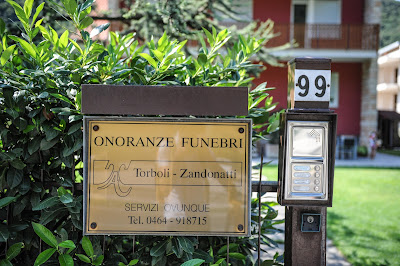 99
ONORANZE FUNEBRI
Torboli - Zandonatti
SERVIZI OVUNQUE
Tel. 0464 - 918715